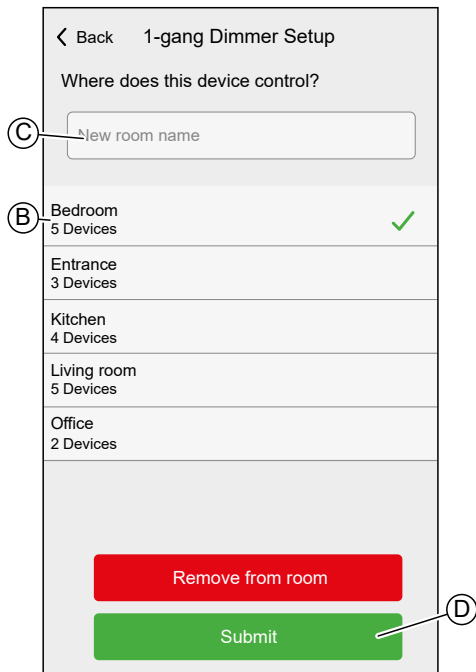 Back 1-gang Dimmer Setup
Where does this device control?
C
New room name
B
Bedroom
5 Devices
Entrance
3 Devices
Kitchen
4 Devices
Living room
5 Devices
Office
2 Devices
Remove from room
D
Submit